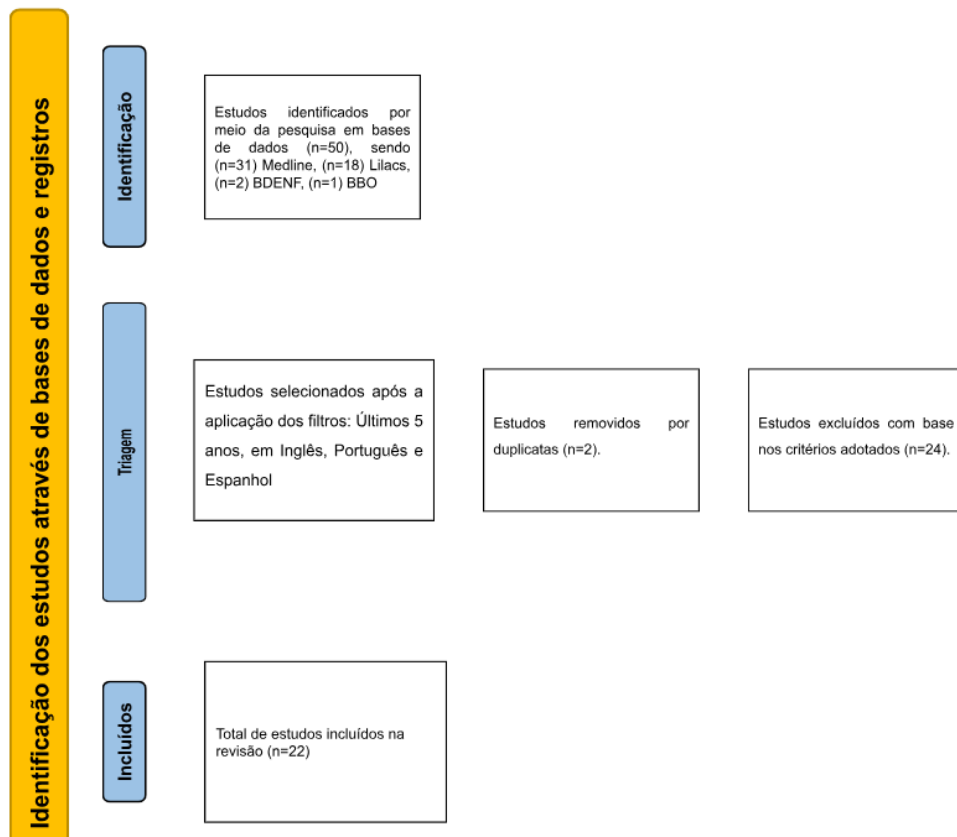 Identificação dos estudos através de bases de dados e registros
Identificação
Estudos identificados por
meio da pesquisa em bases
de dados (n=50), sendo
(n=31) Medline, (n=18) Lilacs,
(n=2) BDENF, (n=1) BBO
Triagem
Estudos selecionados após a
aplicação dos filtros: Últimos 5
anos, em Inglês, Português e
Espanhol
Estudos removidos por
duplicatas (n=2).
Estudos excluídos com base
nos critérios adotados (n=24).
Incluídos
Total de estudos incluídos na
revisão (n=22)